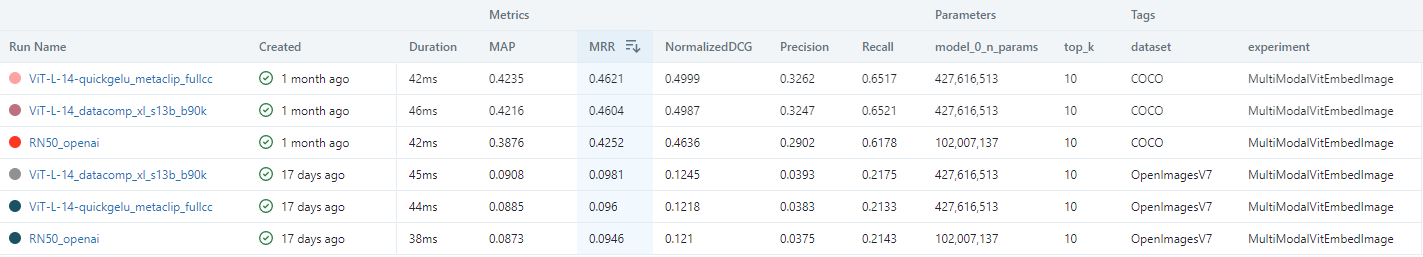 Metrics Parameters Tags
Run Name Created Duration MAP MRR NormalizedDCG Precision Recall model_0_n_params top_k dataset experiment
ViT-L-14-quickgelu_metaclip_fullcc 1 month ago 42ms 0.4235 0.4621 0.4999 0.3262 0.6517 427,616,513 10 COCO MultiModalVitEmbedImage
ViT-L-14_datacomp_xl_s13b_b90k 1 month ago 46ms 0.4216 0.4604 0.4987 0.3247 0.6521 427,616,513 10 COCO MultiModalVitEmbedImage
RN50_openai 1 month ago 42ms 0.3876 0.4252 0.4636 0.2902 0.6178 102,007,137 10 COCO MultiModalVitEmbedImage
ViT-L-14_datacomp_xl_s13b_b90k 17 days ago 45ms 0.0908 0.0981 0.1245 0.0393 0.2175 427,616,513 10 OpenImagesV7 MultiModalVitEmbedImage
ViT-L-14-quickgelu_metaclip_fullcc 17 days ago 44ms 0.0885 0.096 0.1218 0.0383 0.2133 427,616,513 10 OpenImagesV7 MultiModalVitEmbedImage
RN50_openai 17 days ago 38ms 0.0873 0.0946 0.121 0.0375 0.2143 102,007,137 10 OpenImagesV7 MultiModalVitEmbedImage